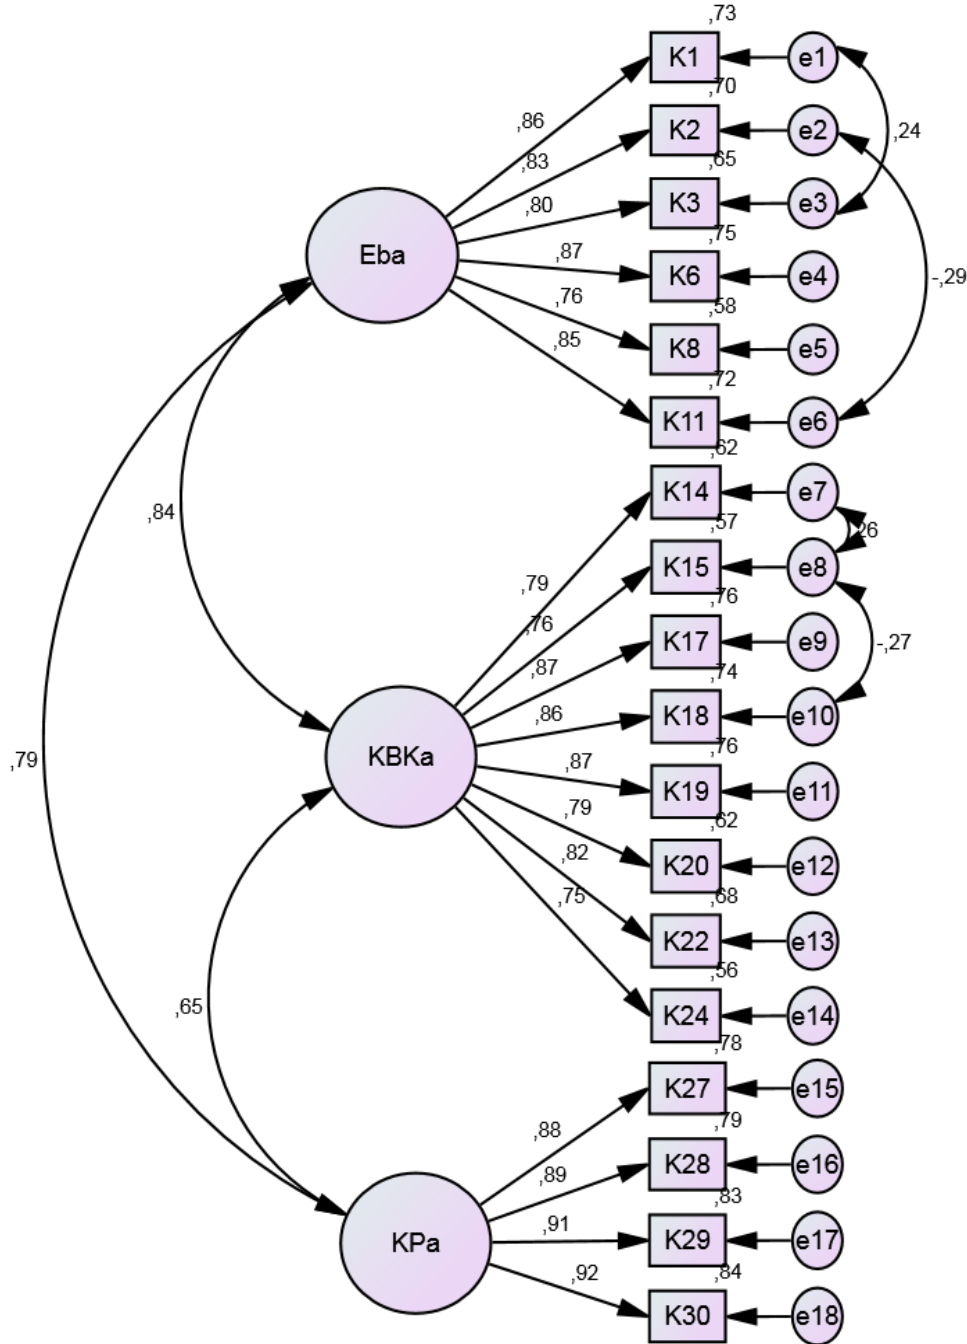 ,73
K1 e1
,70
,86
K2 e2 ,24
,65
,83
K3 e3
,80
,75
Eba
,87
K6 e4 -,29
,58
,76
K8 e5
,85
,72
K11 e6
,62
K14 e7
,84
,57
,26
K15 e8
,79
,76
,76
K17 e9 -,27
,87
,74
,86
K18 e10
,76
KBKa
,79
,87
K19 e11
,79
,62
,82
K20 e12
,75
,68
K22 e13
,56
,65
K24 e14
,78
K27 e15
,88
,79
K28 e16
,89
,83
,91
K29 e17
KPa
,84
,92
K30 e18